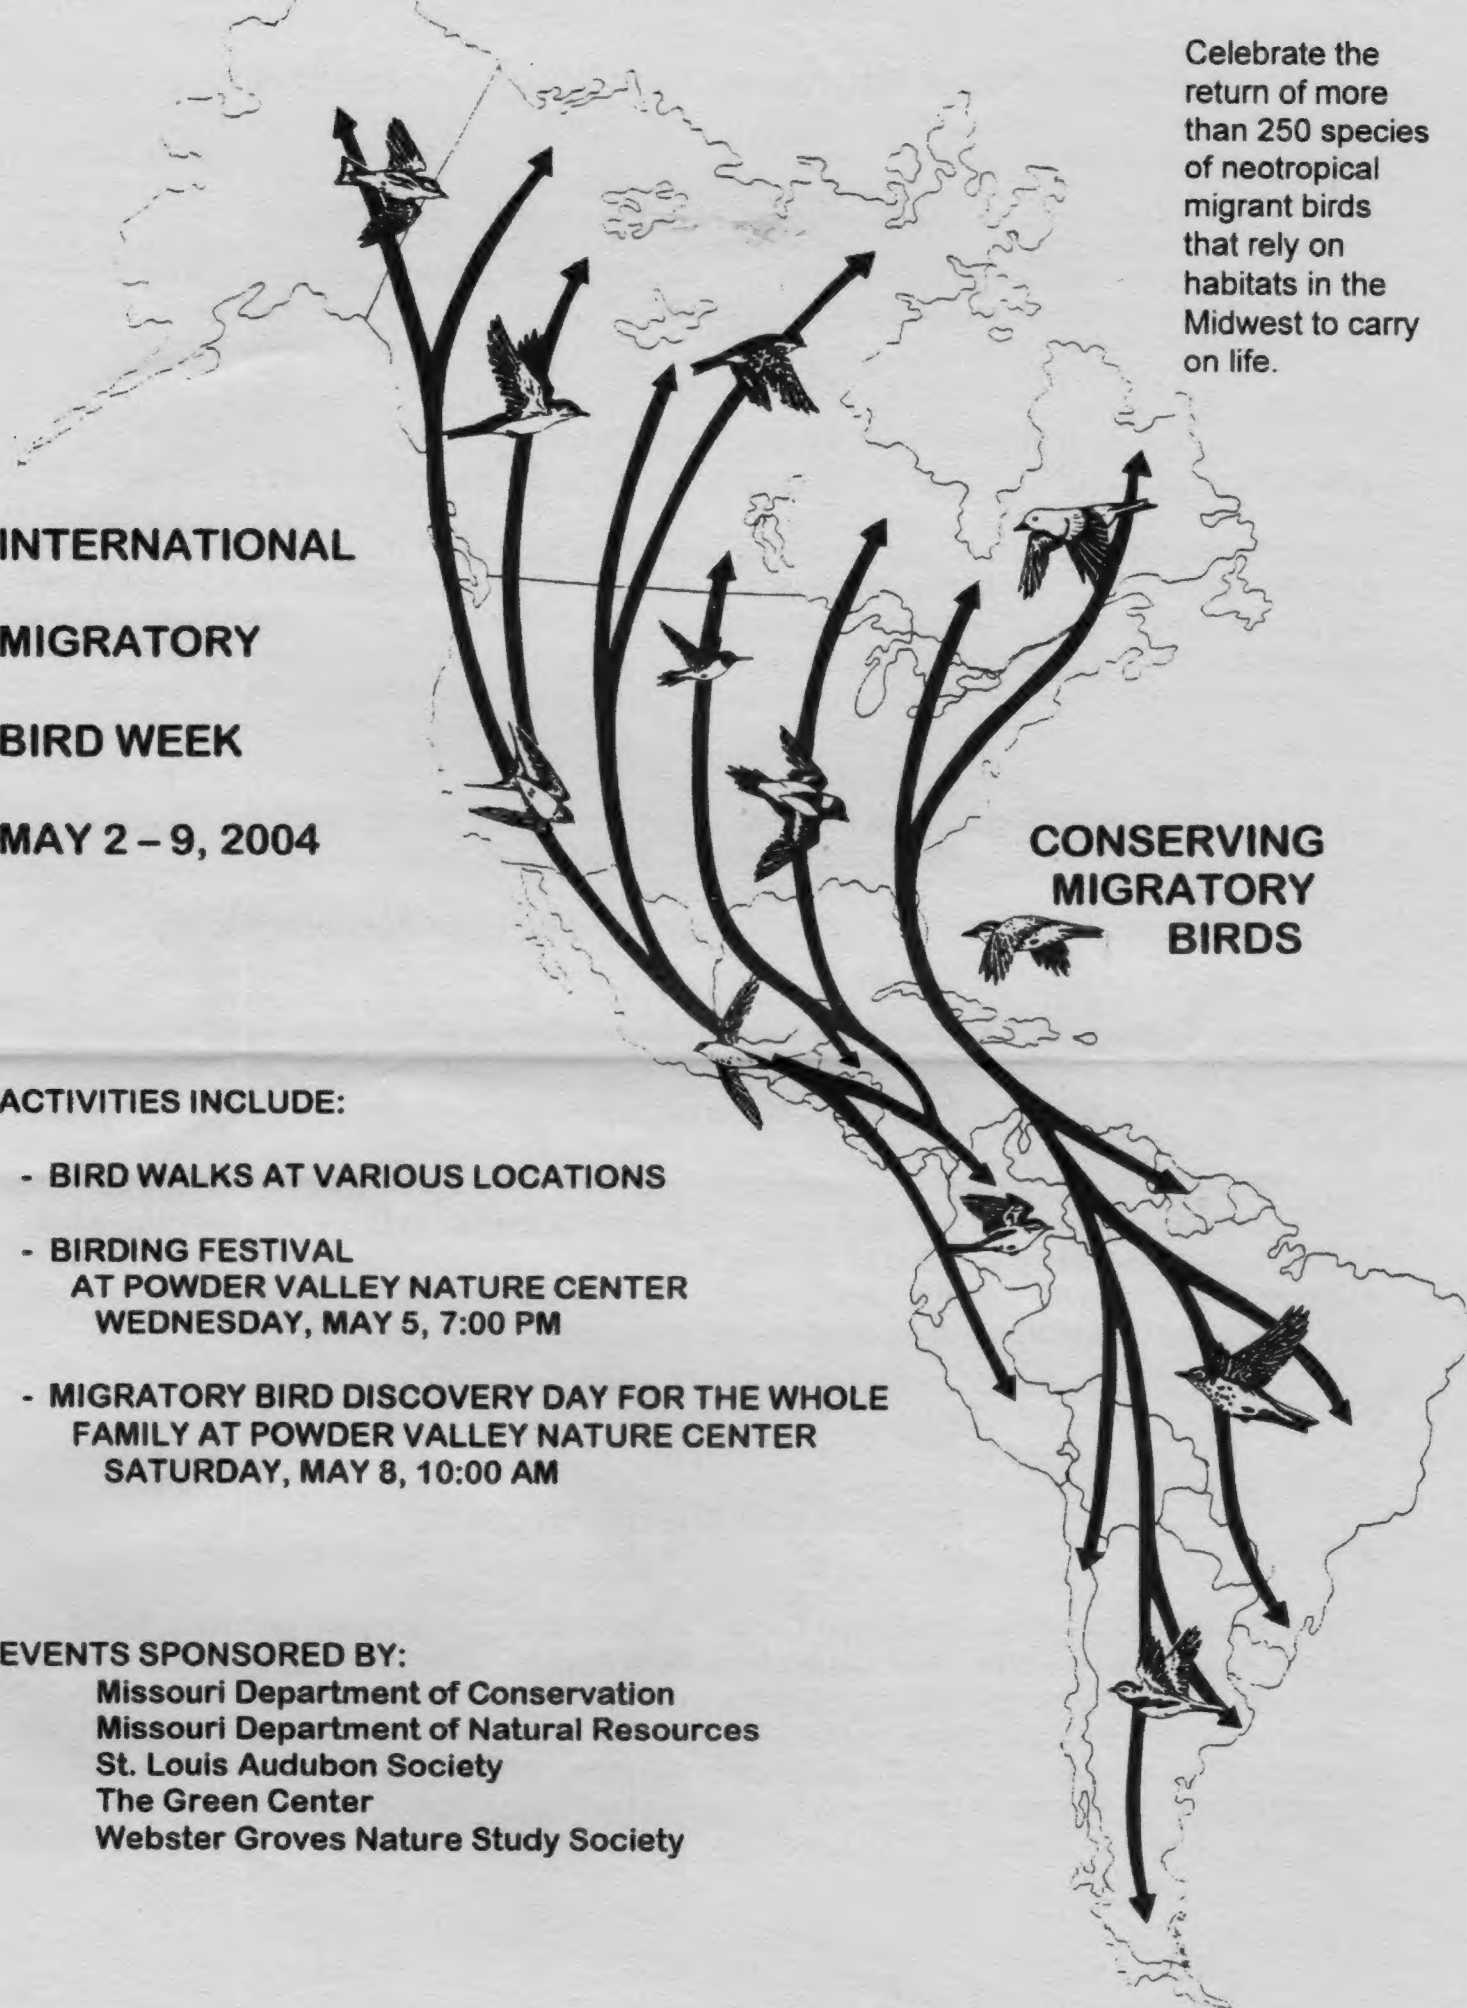 Celebrate the
return of more
than 250 species
of neotropical
migrant birds
that rely on
habitats in the
Midwest to carry
on life.
INTERNATIONAL
MIGRATORY
BIRD WEEK
MAY 2 – 9, 2004
CONSERVING
MIGRATORY
BIRDS
ACTIVITIES INCLUDE:
- BIRD WALKS AT VARIOUS LOCATIONS
- BIRDING FESTIVAL
AT POWDER VALLEY NATURE CENTER
WEDNESDAY, MAY 5, 7:00 PM
- MIGRATORY BIRD DISCOVERY DAY FOR THE WHOLE
FAMILY AT POWDER VALLEY NATURE CENTER
SATURDAY, MAY 8, 10:00 AM
EVENTS SPONSORED BY:
Missouri Department of Conservation
Missouri Department of Natural Resources
St. Louis Audubon Society
The Green Center
Webster Groves Nature Study Society